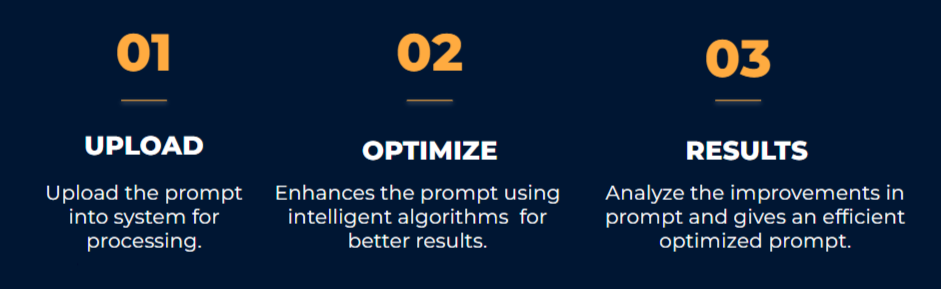 01
UPLOAD
Upload the prompt
into system for
processing.
02
OPTIMIZE
Enhances the prompt using
intelligent algorithms  for
better results.
03
RESULTS
Analyze the improvements in
prompt and gives an efficient
optimized prompt.